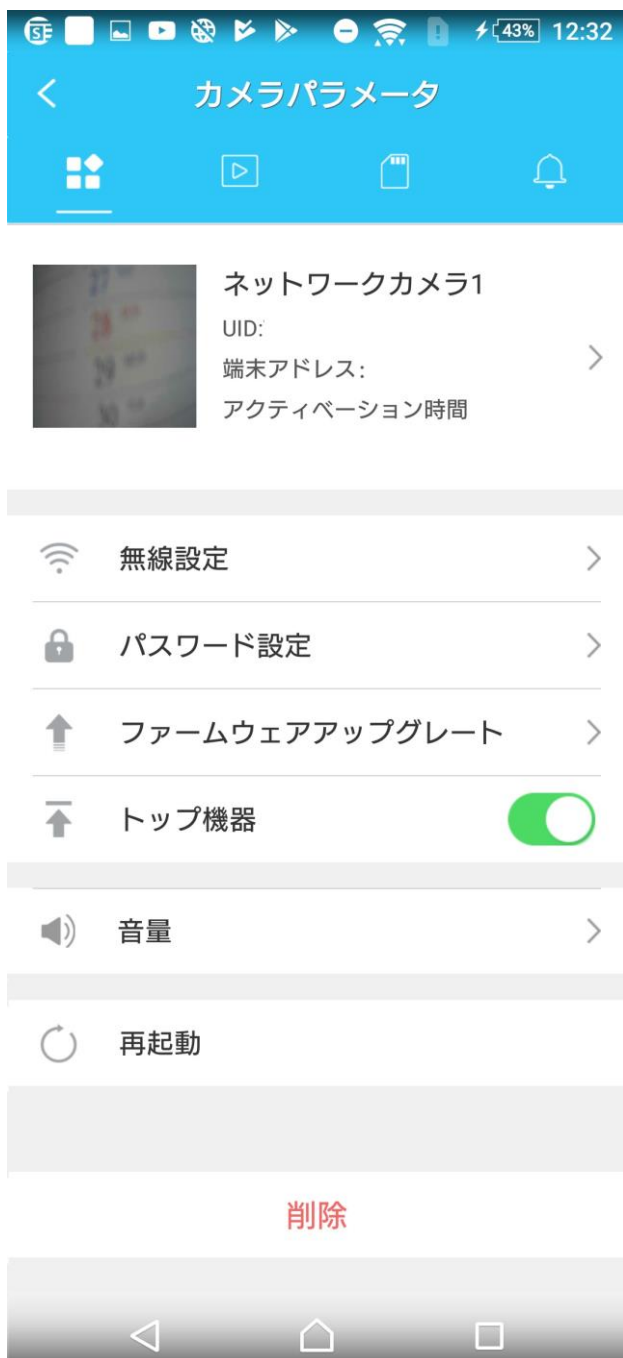 43% 12:32
カメラパラメータ
ネットワークカメラ1
UID:
端末アドレス:
アクティベーション時間
27
28
29
30
無線設定
パスワード設定
ファームウェアアップグレート
トップ機器
音量
再起動
削除